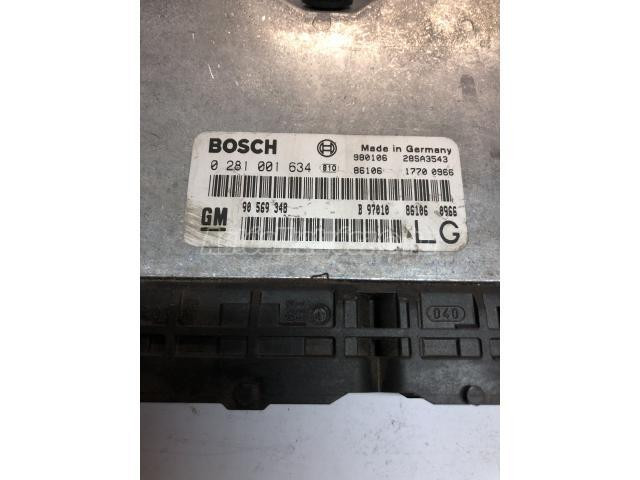 BOSCH Made in Germany
980106 28SA3543
0 281 001 634 810 86106 1770 0966
GM 90 569 348 B 97010 86106 0966
LG
040